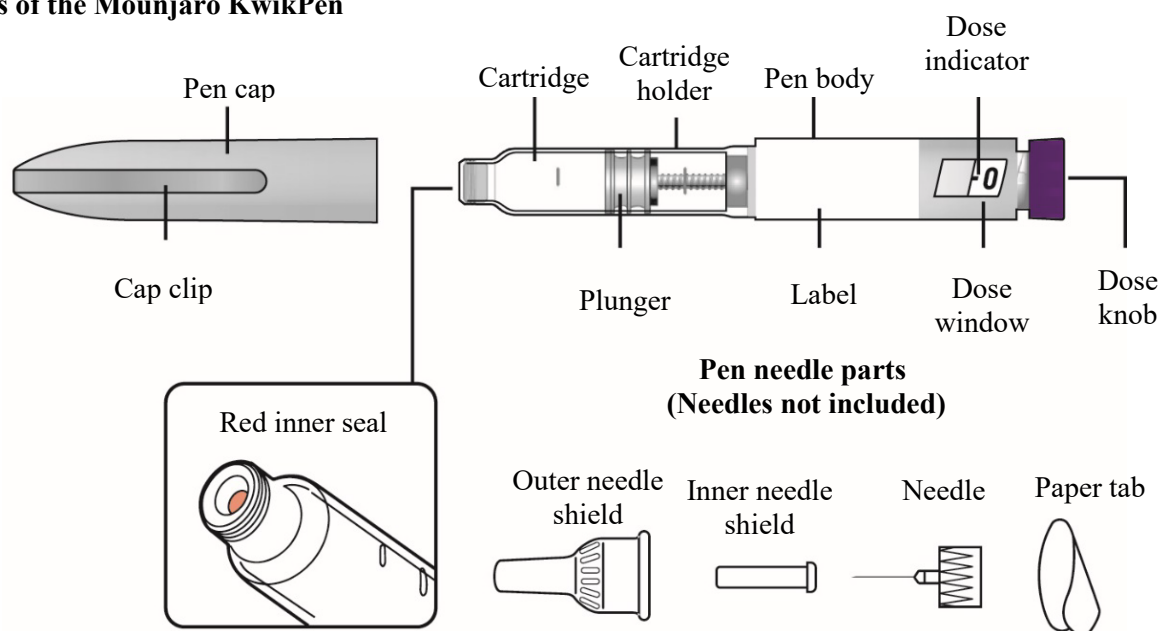 s of the Mounjaro KwikPen
Dose
indicator
Cartridge
holder
Cartridge
Pen body
Pen cap
-0
Cap clip
Plunger
Label
Dose
window
Dose
knob
Pen needle parts
(Needles not included)
Red inner seal
Outer needle
shield
Inner needle
shield
Needle
Paper tab